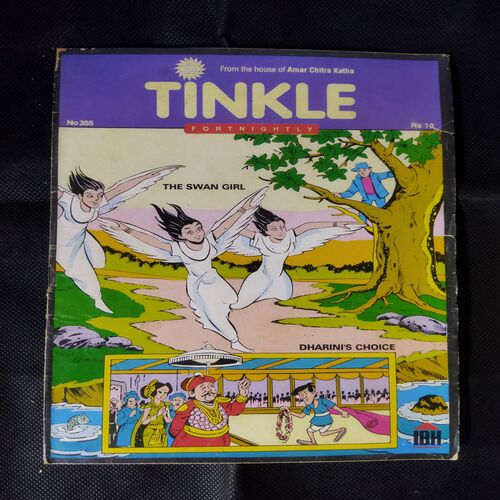 From the house of Amar Chitra Katha
TINKLE
No 355
Rs 10
FORTNIGHTLY
THE SWAN GIRL
DHARINI'S CHOICE
IBH